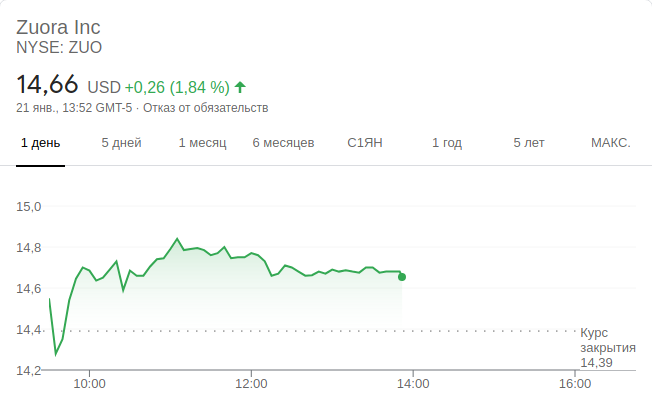 Zuora Inc
NYSE: ZUO
14,66 USD +0,26 (1,84 %)
21 янв., 13:52 GMT-5 · Отказ от обязательств
1 день 5 дней 1 месяц 6 месяцев С1ЯН 1 год 5 лет МАКС.
15,0
14,8
14,6
14,4
Курс
закрытия
14,39
14,2
10:00 12:00 14:00 16:00